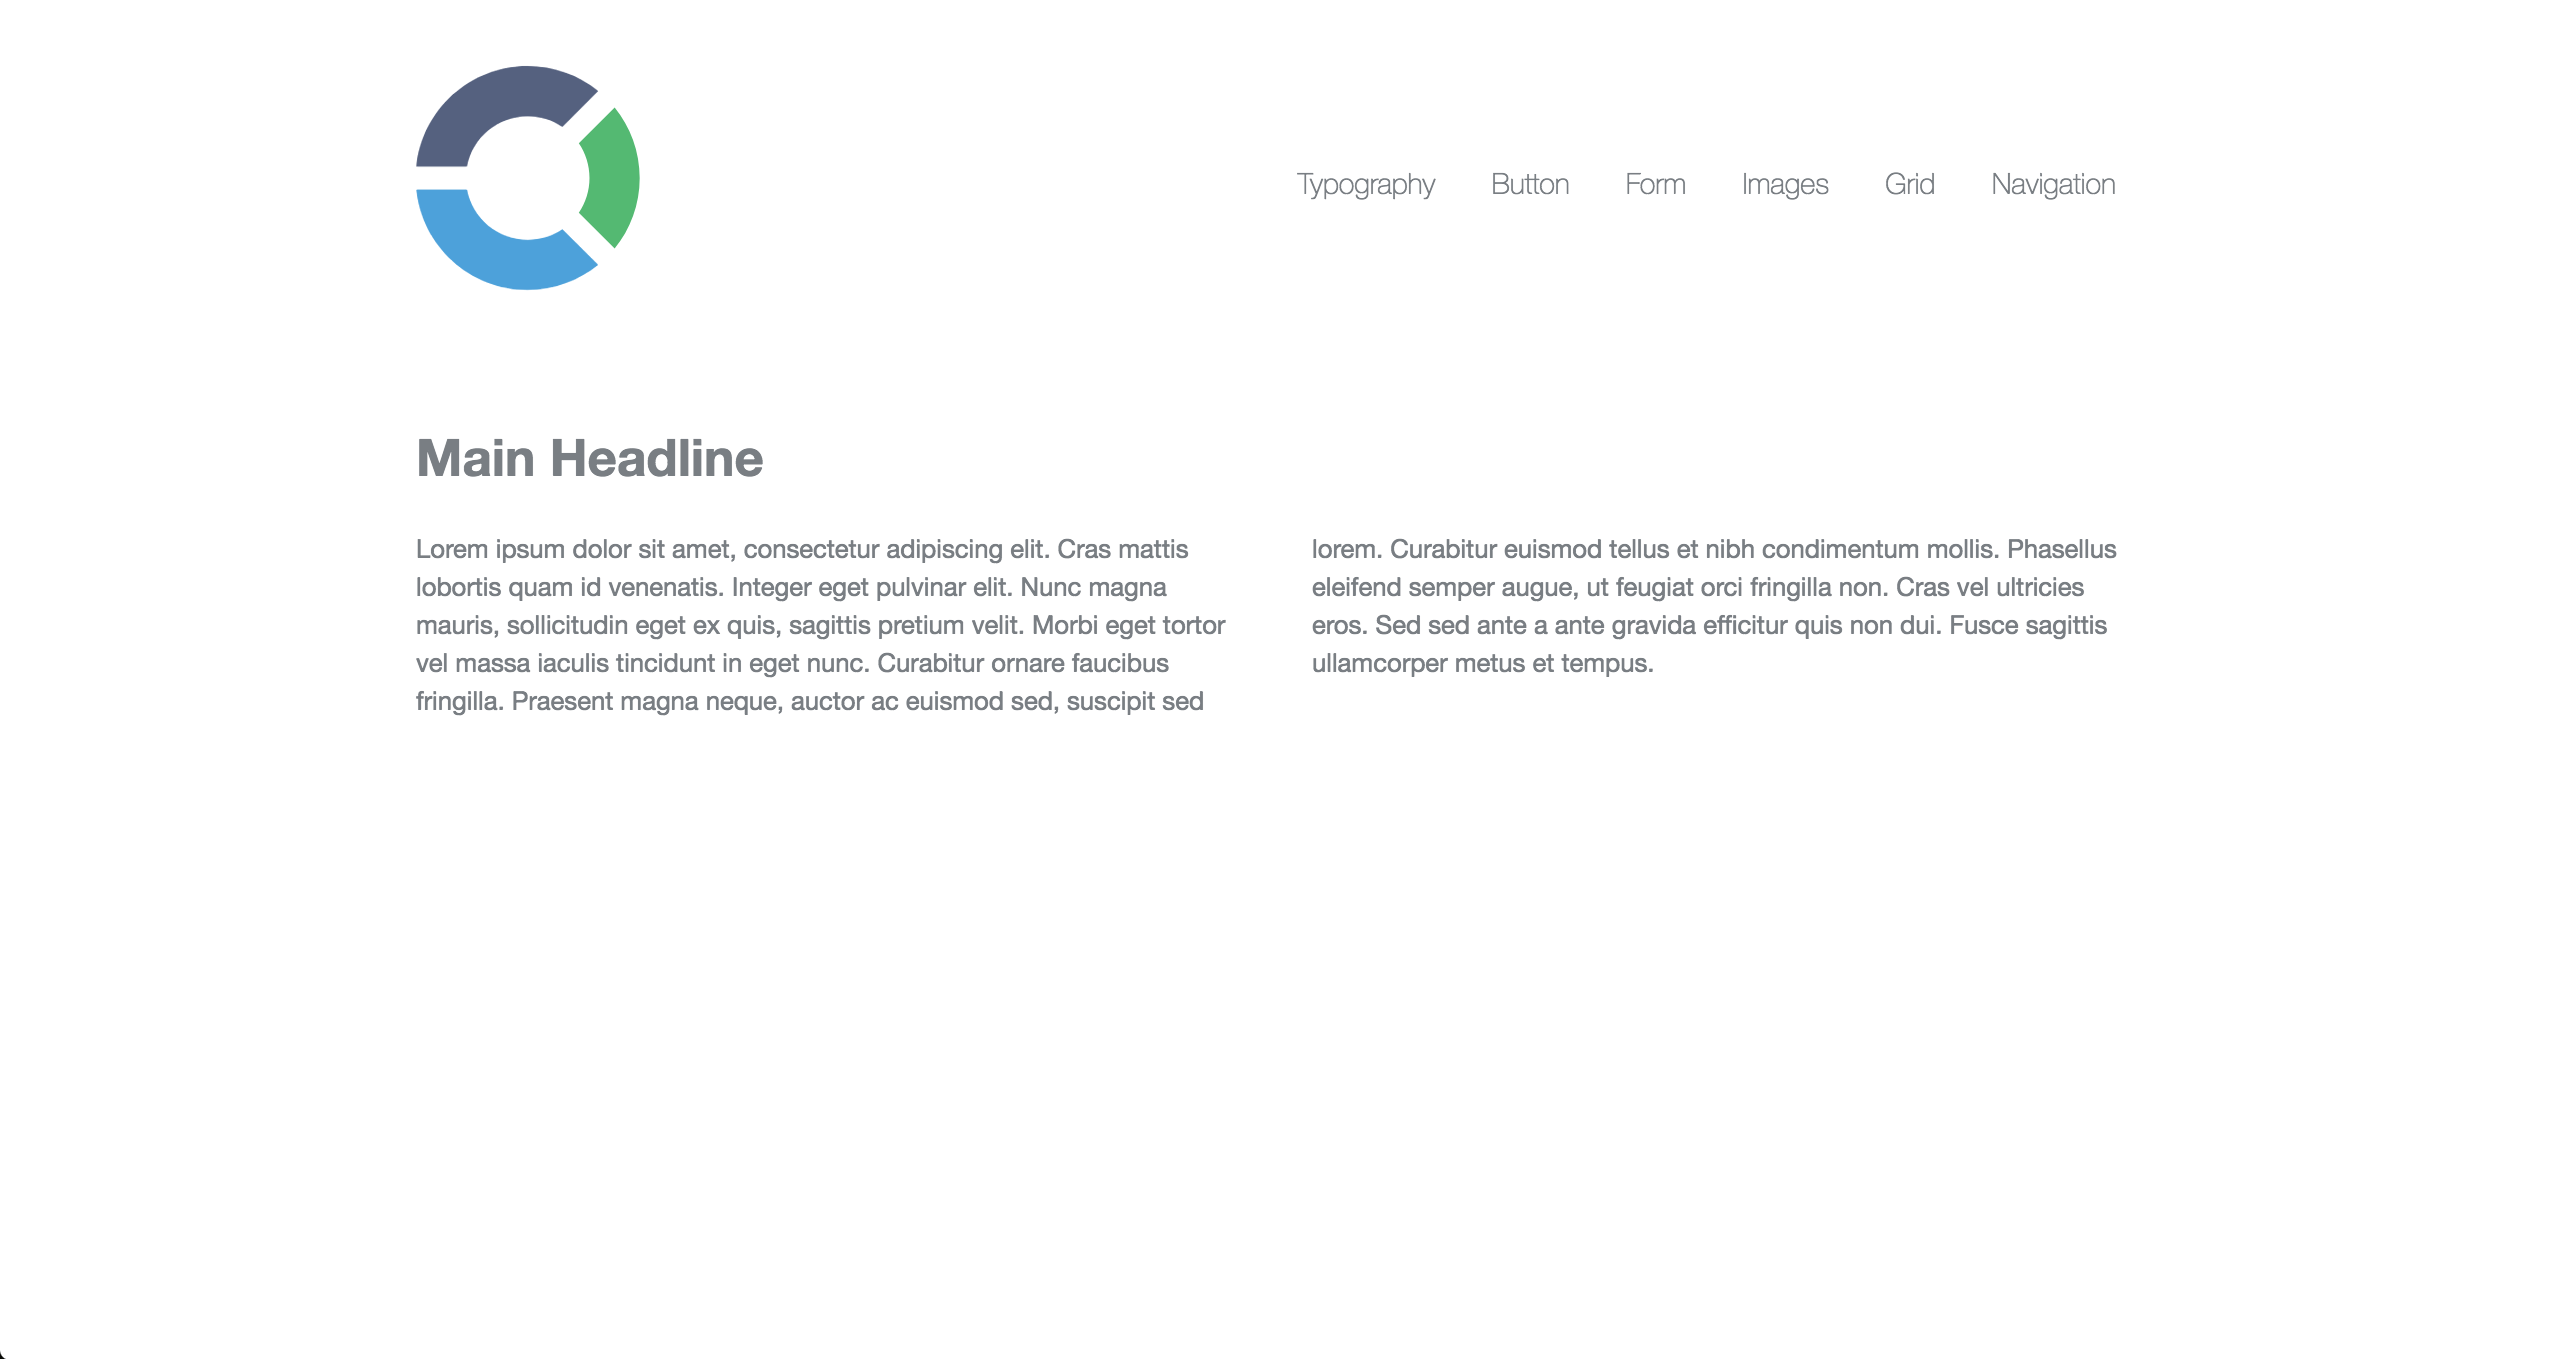 Typography Button Form Images Grid Navigation
Main Headline
Lorem ipsum dolor sit amet, consectetur adipiscing elit. Cras mattis
lobortis quam id venenatis. Integer eget pulvinar elit. Nunc magna
mauris, sollicitudin eget ex quis, sagittis pretium velit. Morbi eget tortor
vel massa iaculis tincidunt in eget nunc. Curabitur ornare faucibus
fringilla. Praesent magna neque, auctor ac euismod sed, suscipit sed
lorem. Curabitur euismod tellus et nibh condimentum mollis. Phasellus
eleifend semper augue, ut feugiat orci fringilla non. Cras vel ultricies
eros. Sed sed ante a ante gravida efficitur quis non dui. Fusce sagittis
ullamcorper metus et tempus.